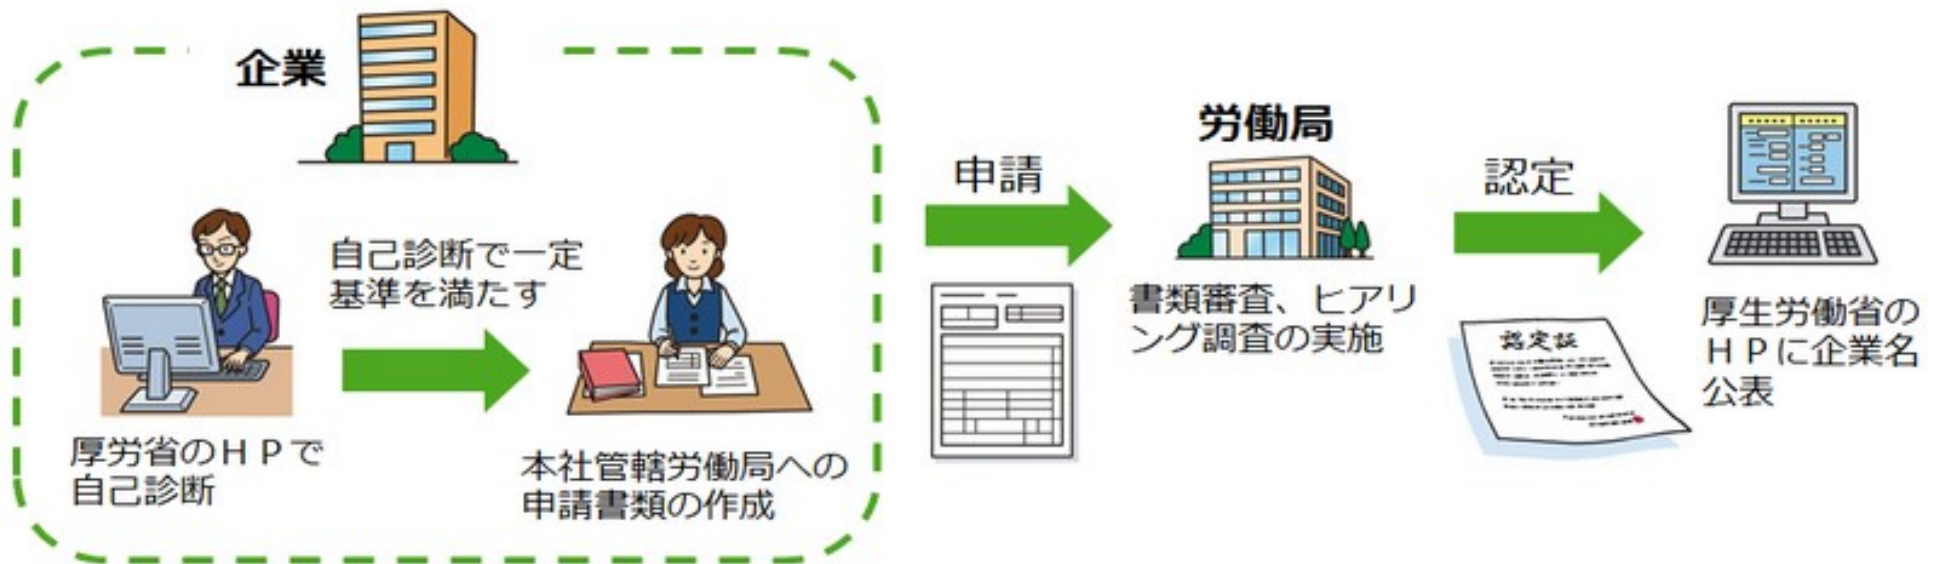 企業
厚労省のＨＰで
自己診断
自己診断で一定
基準を満たす
本社管轄労働局への
申請書類の作成
申請
労働局
書類審査、ヒアリ
ング調査の実施
認定
認定証
厚生労働省の
ＨＰに企業名
公表